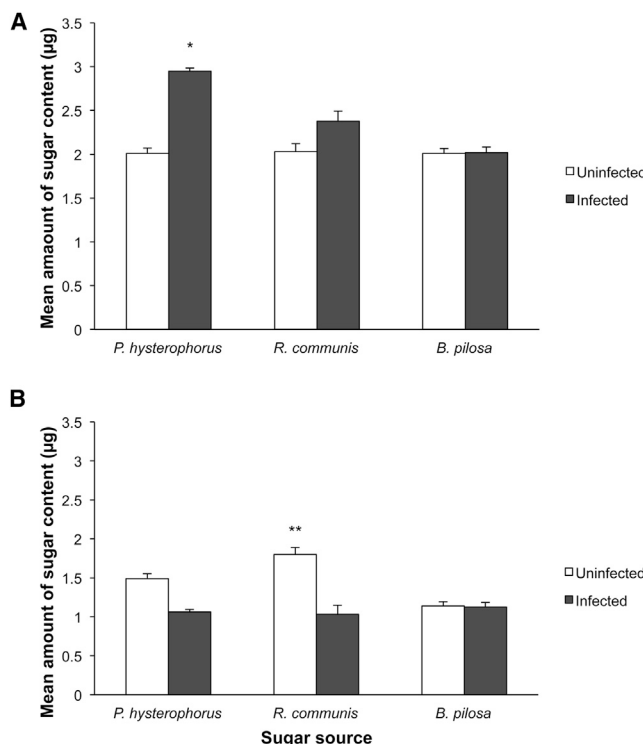 A
Mean amaount of sugar content (µg)
3.5
3
2.5
2
1.5
1
0.5
0
*
P. hysterophorus
R. communis
B. pilosa
Uninfected
Infected
B
Mean amount of sugar content (µg)
3.5
3
2.5
2
1.5
1
0.5
0
**
P. hysterophorus
R. communis
B. pilosa
Sugar source
Uninfected
Infected